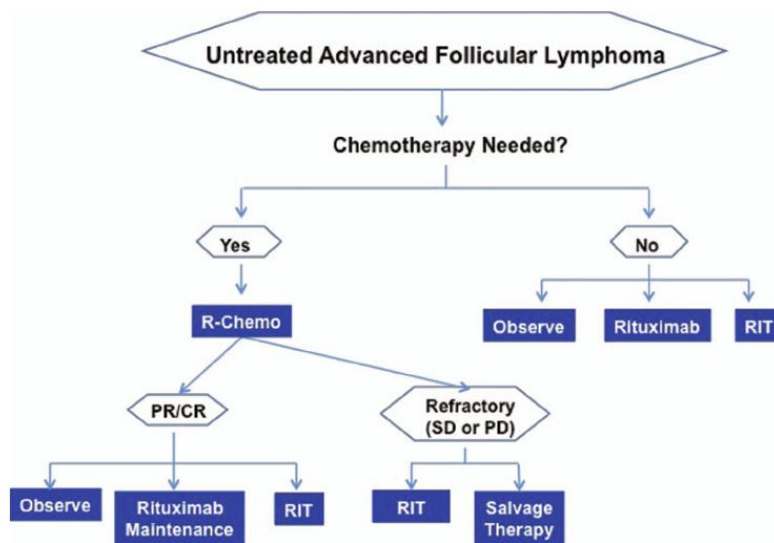 Untreated Advanced Follicular Lymphoma
Chemotherapy Needed?
Yes
No
R-Chemo
Observe
Rituximab
RIT
PR/CR
Refractory
(SD or PD)
Observe
Rituximab
Maintenance
RIT
RIT
Salvage
Therapy